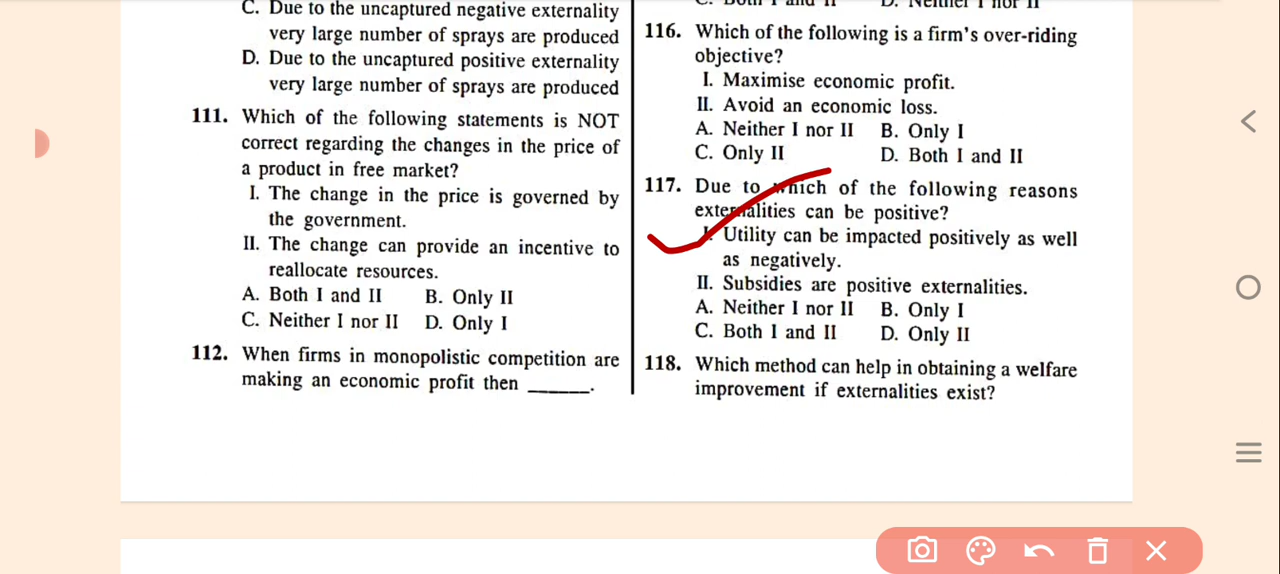 C. Due to the uncaptured negative externality
very large number of sprays are produced
D. Due to the uncaptured positive externality
very large number of sprays are produced
111. Which of the following statements is NOT
correct regarding the changes in the price of
a product in free market?
I. The change in the price is governed by
the government.
II. The change can provide an incentive to
reallocate resources.
A. Both I and II B. Only II
C. Neither I nor II D. Only I
112. When firms in monopolistic competition are
making an economic profit then ______.
C. Both I and II D. Neither I nor II
116. Which of the following is a firm's over-riding
objective?
I. Maximise economic profit.
II. Avoid an economic loss.
A. Neither I nor II B. Only I
C. Only II D. Both I and II
117. Due to which of the following reasons
externalities can be positive?
I. Utility can be impacted positively as well
as negatively.
II. Subsidies are positive externalities.
A. Neither I nor II B. Only I
C. Both I and II D. Only II
118. Which method can help in obtaining a welfare
improvement if externalities exist?